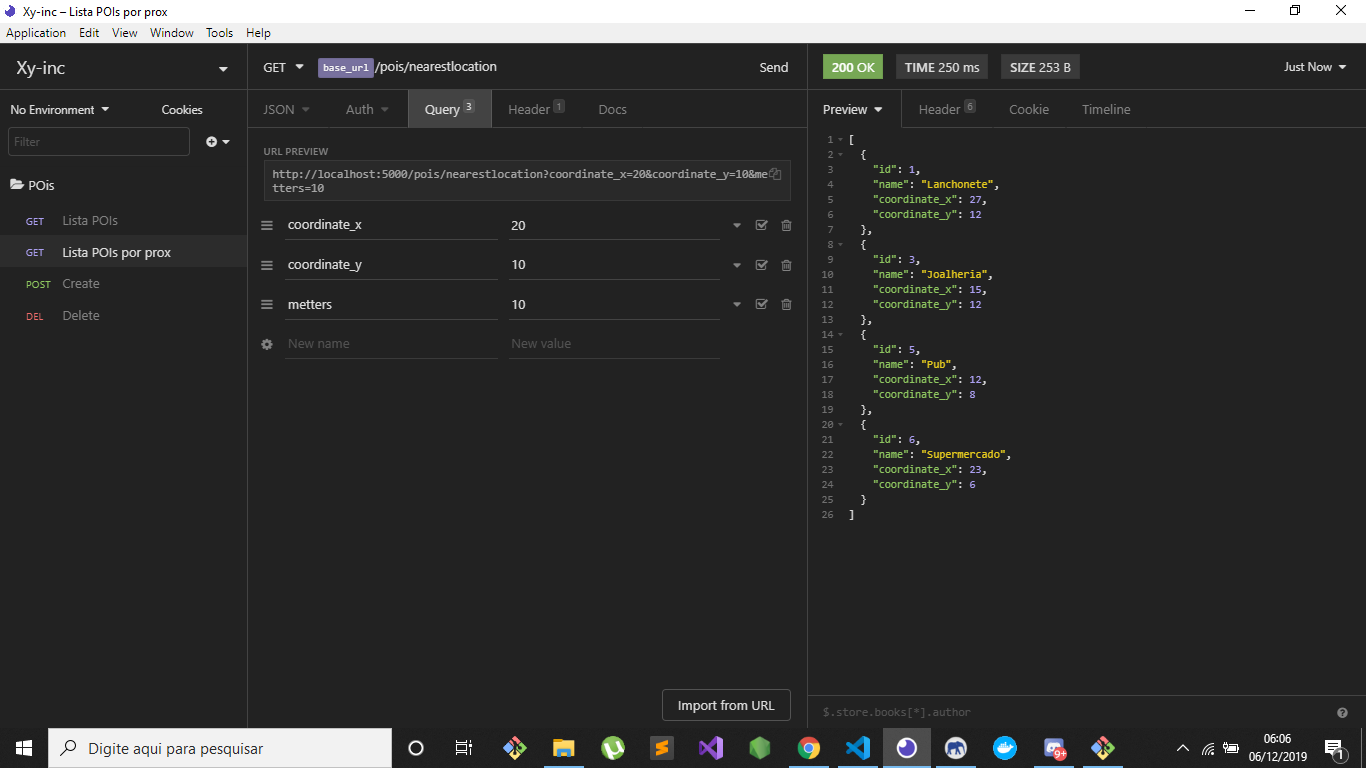 Xy-inc – Lista POIs por prox
Application Edit View Window Tools Help
Xy-inc
GET base_url /pois/nearestlocation Send
200 OK TIME 250 ms SIZE 253 B Just Now
No Environment Cookies
JSON Auth Query 3 Header 1 Docs
Preview Header 6 Cookie Timeline
Filter
POis
GET Lista POIs
GET Lista POIs por prox
POST Create
DEL Delete
URL PREVIEW
http://localhost:5000/pois/nearestlocation?coordinate_x=20&coordinate_y=10&me
tters=10
coordinate_x 20
coordinate_y 10
metters 10
New name New value
Import from URL
1 [
2 {
3 "id": 1,
4 "name": "Lanchonete",
5 "coordinate_x": 27,
6 "coordinate_y": 12
7 },
8 {
9 "id": 3,
10 "name": "Joalheria",
11 "coordinate_x": 15,
12 "coordinate_y": 12
13 },
14 {
15 "id": 5,
16 "name": "Pub",
17 "coordinate_x": 12,
18 "coordinate_y": 8
19 },
20 {
21 "id": 6,
22 "name": "Supermercado",
23 "coordinate_x": 23,
24 "coordinate_y": 6
25 }
26 ]
$.store.books[*].author
Digite aqui para pesquisar
9+
06:06
06/12/2019
1